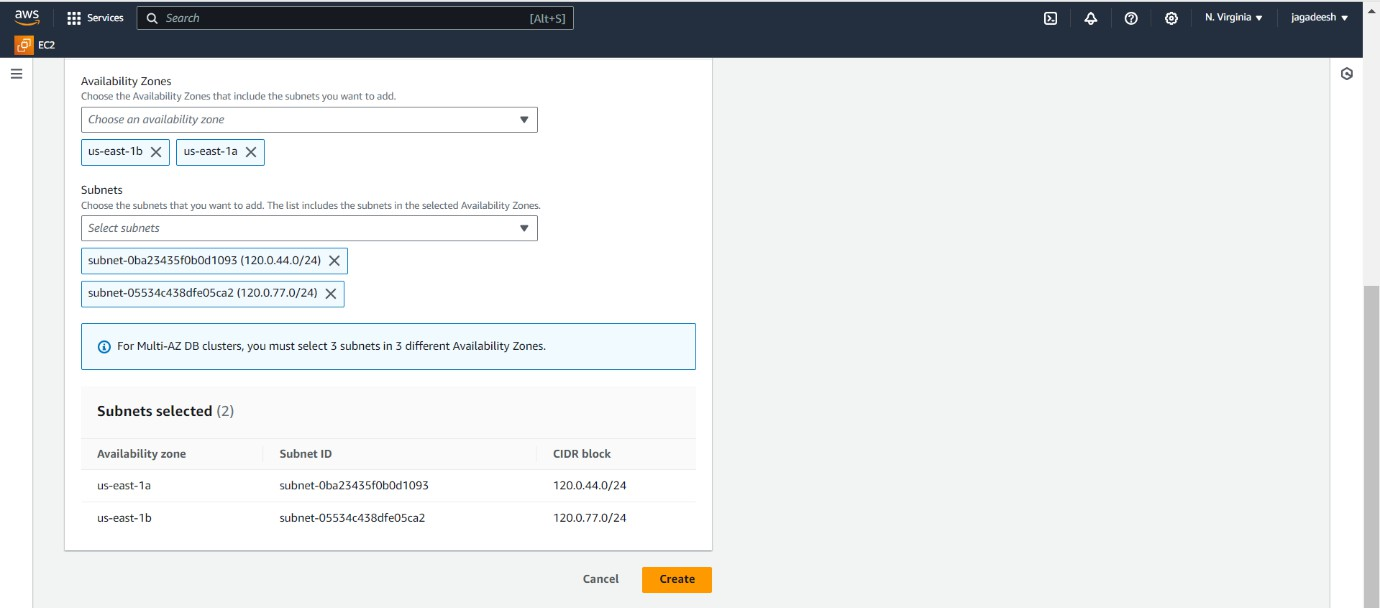 aws Services Search [Alt+S] N. Virginia jagadeesh
EC2
Availability Zones
Choose the Availability Zones that include the subnets you want to add.
Choose an availability zone
us-east-1b us-east-1a
Subnets
Choose the subnets that you want to add. The list includes the subnets in the selected Availability Zones.
Select subnets
subnet-0ba23435f0b0d1093 (120.0.44.0/24)
subnet-05534c438dfe05ca2 (120.0.77.0/24)
For Multi-AZ DB clusters, you must select 3 subnets in 3 different Availability Zones.
Subnets selected (2)
Availability zone Subnet ID CIDR block
us-east-1a subnet-0ba23435f0b0d1093 120.0.44.0/24
us-east-1b subnet-05534c438dfe05ca2 120.0.77.0/24
Cancel Create